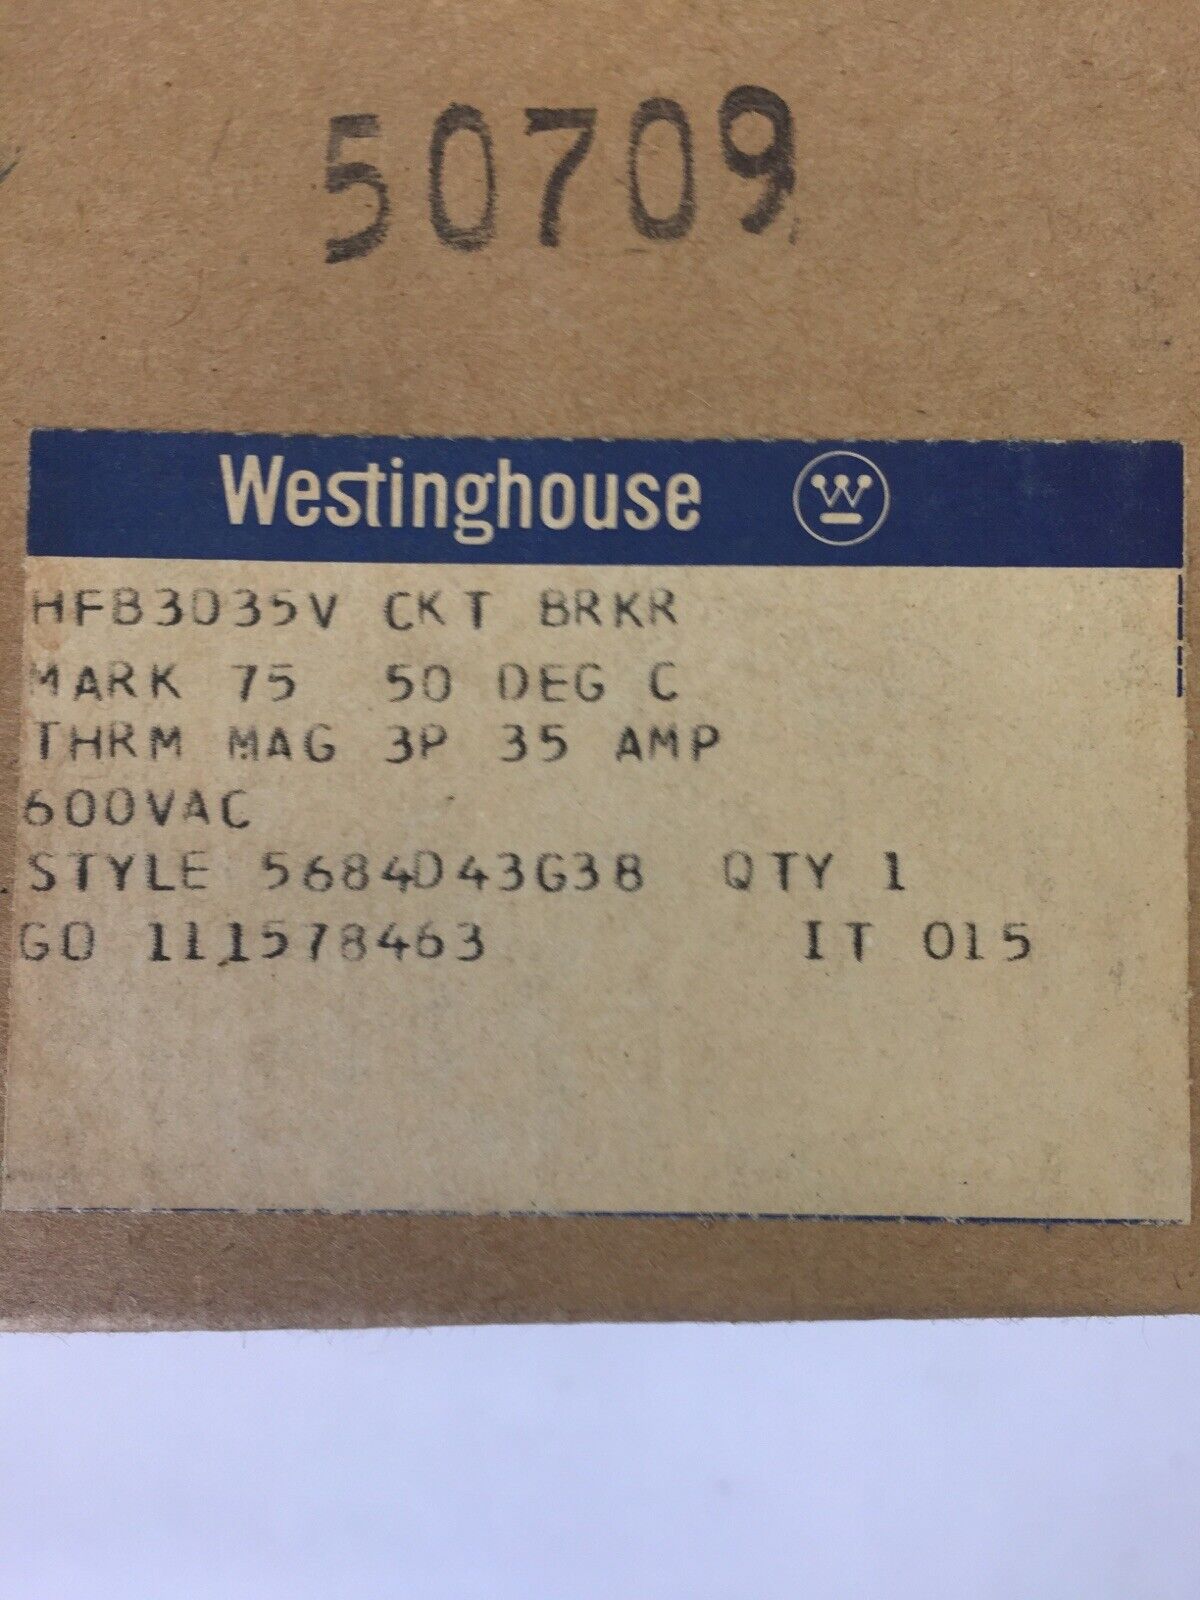 50709
Westinghouse W
HFB3035V CKT BRKR
MARK 75 50 DEG C
THRM MAG 3P 35 AMP
600VAC
STYLE 5684D43G38 QTY 1
GO 111578463 IT 015